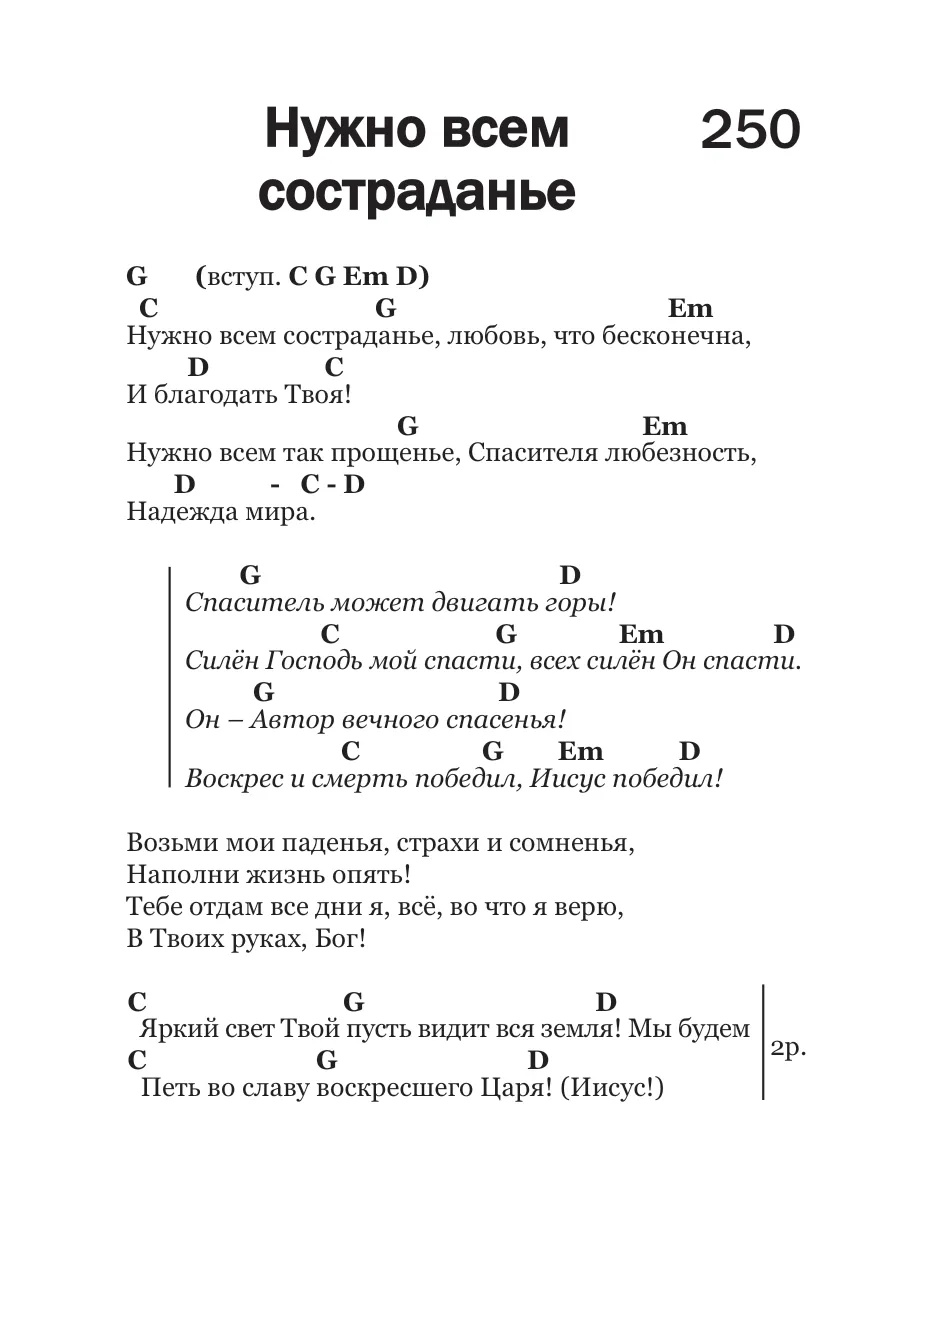 Нужно всем 250
состраданье
G (вступ. C G Em D)
C G Em
Нужно всем состраданье, любовь, что бесконечна,
D C
И благодать Твоя!
G Em
Нужно всем так прощенье, Спасителя любезность,
D - C - D
Надежда мира.
G D
Спаситель может двигать горы!
C G Em D
Силён Господь мой спасти, всех силён Он спасти.
G D
Он – Автор вечного спасенья!
C G Em D
Воскрес и смерть победил, Иисус победил!
Возьми мои паденья, страхи и сомненья,
Наполни жизнь опять!
Тебе отдам все дни я, всё, во что я верю,
В Твоих руках, Бог!
C G D
Яркий свет Твой пусть видит вся земля! Мы будем
2р.
C G D
Петь во славу воскресшего Царя! (Иисус!)